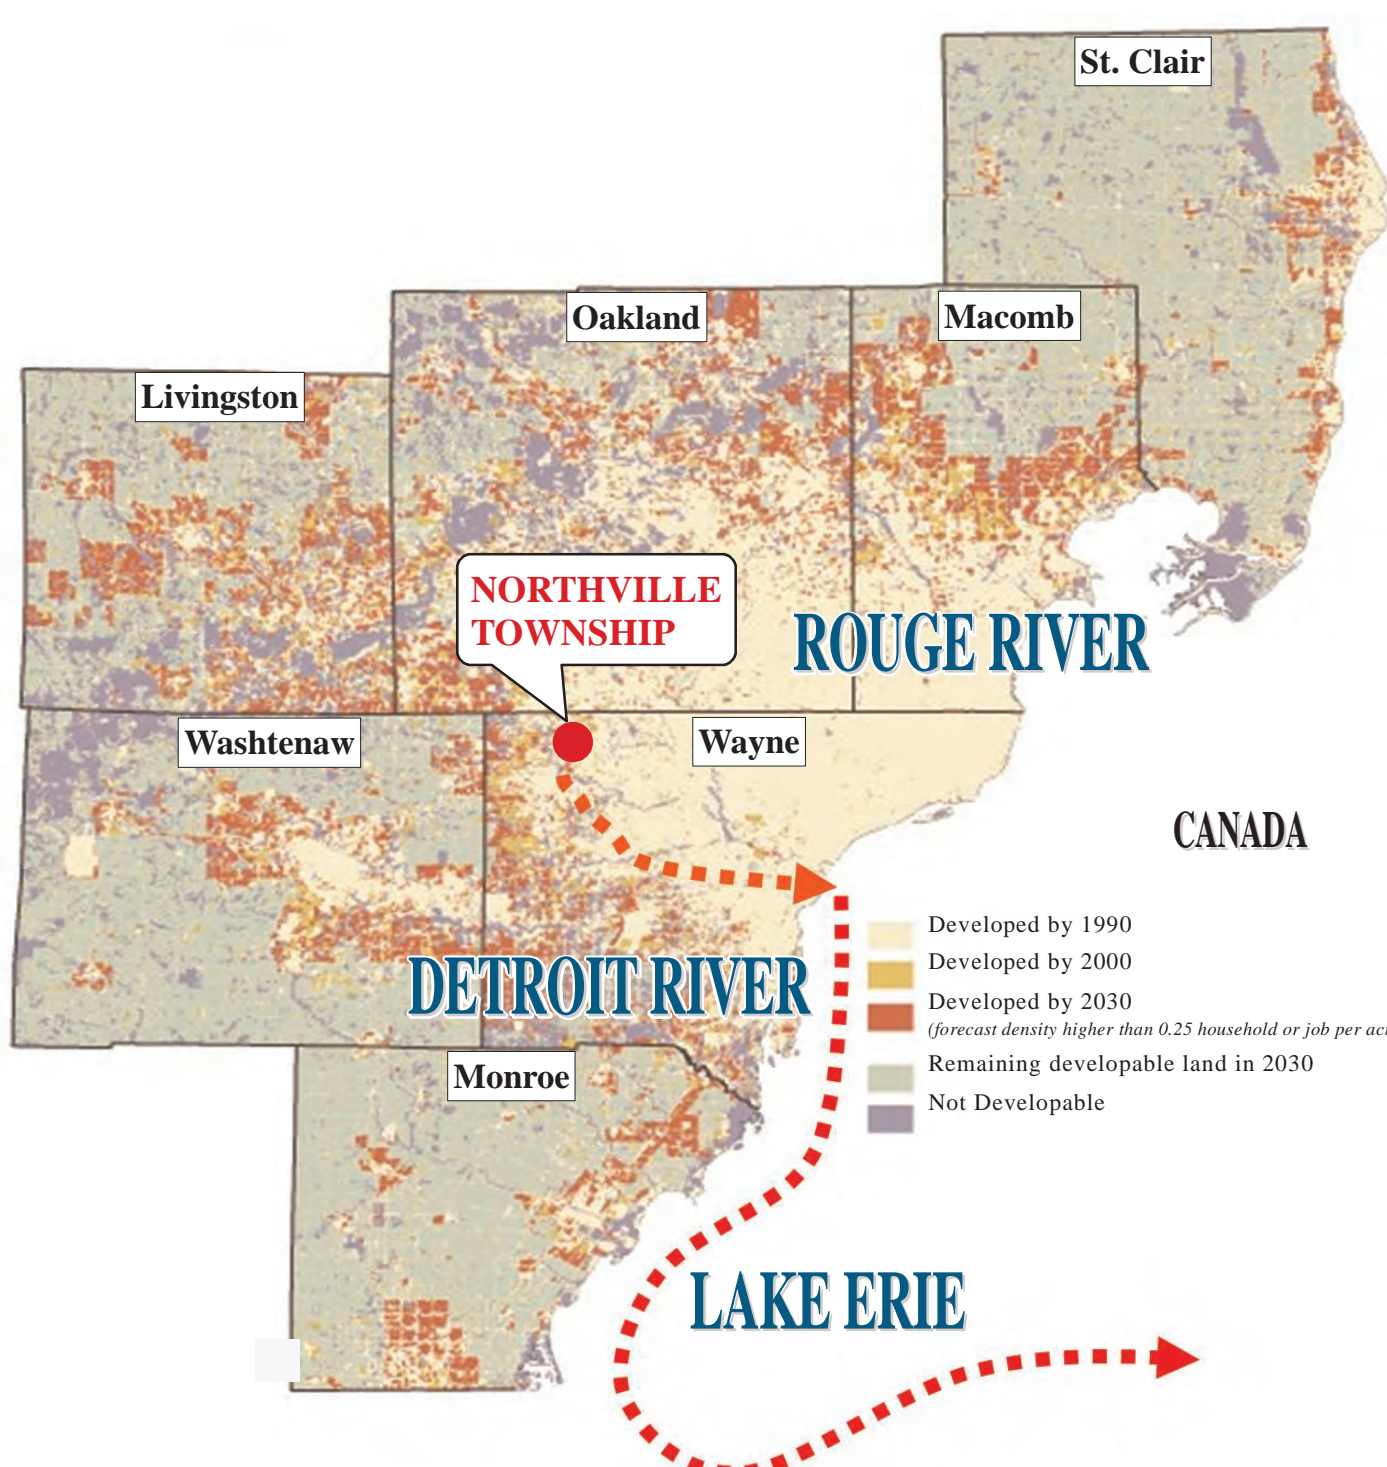 St. Clair
Oakland
Macomb
Livingston
NORTHVILLE
TOWNSHIP
ROUGE RIVER
Washtenaw
Wayne
CANADA
Developed by 1990
Developed by 2000
DETROIT RIVER
Developed by 2030
(forecast density higher than 0.25 household or job per
Remaining developable land in 2030
Monroe
Not Developable
LAKE ERIE